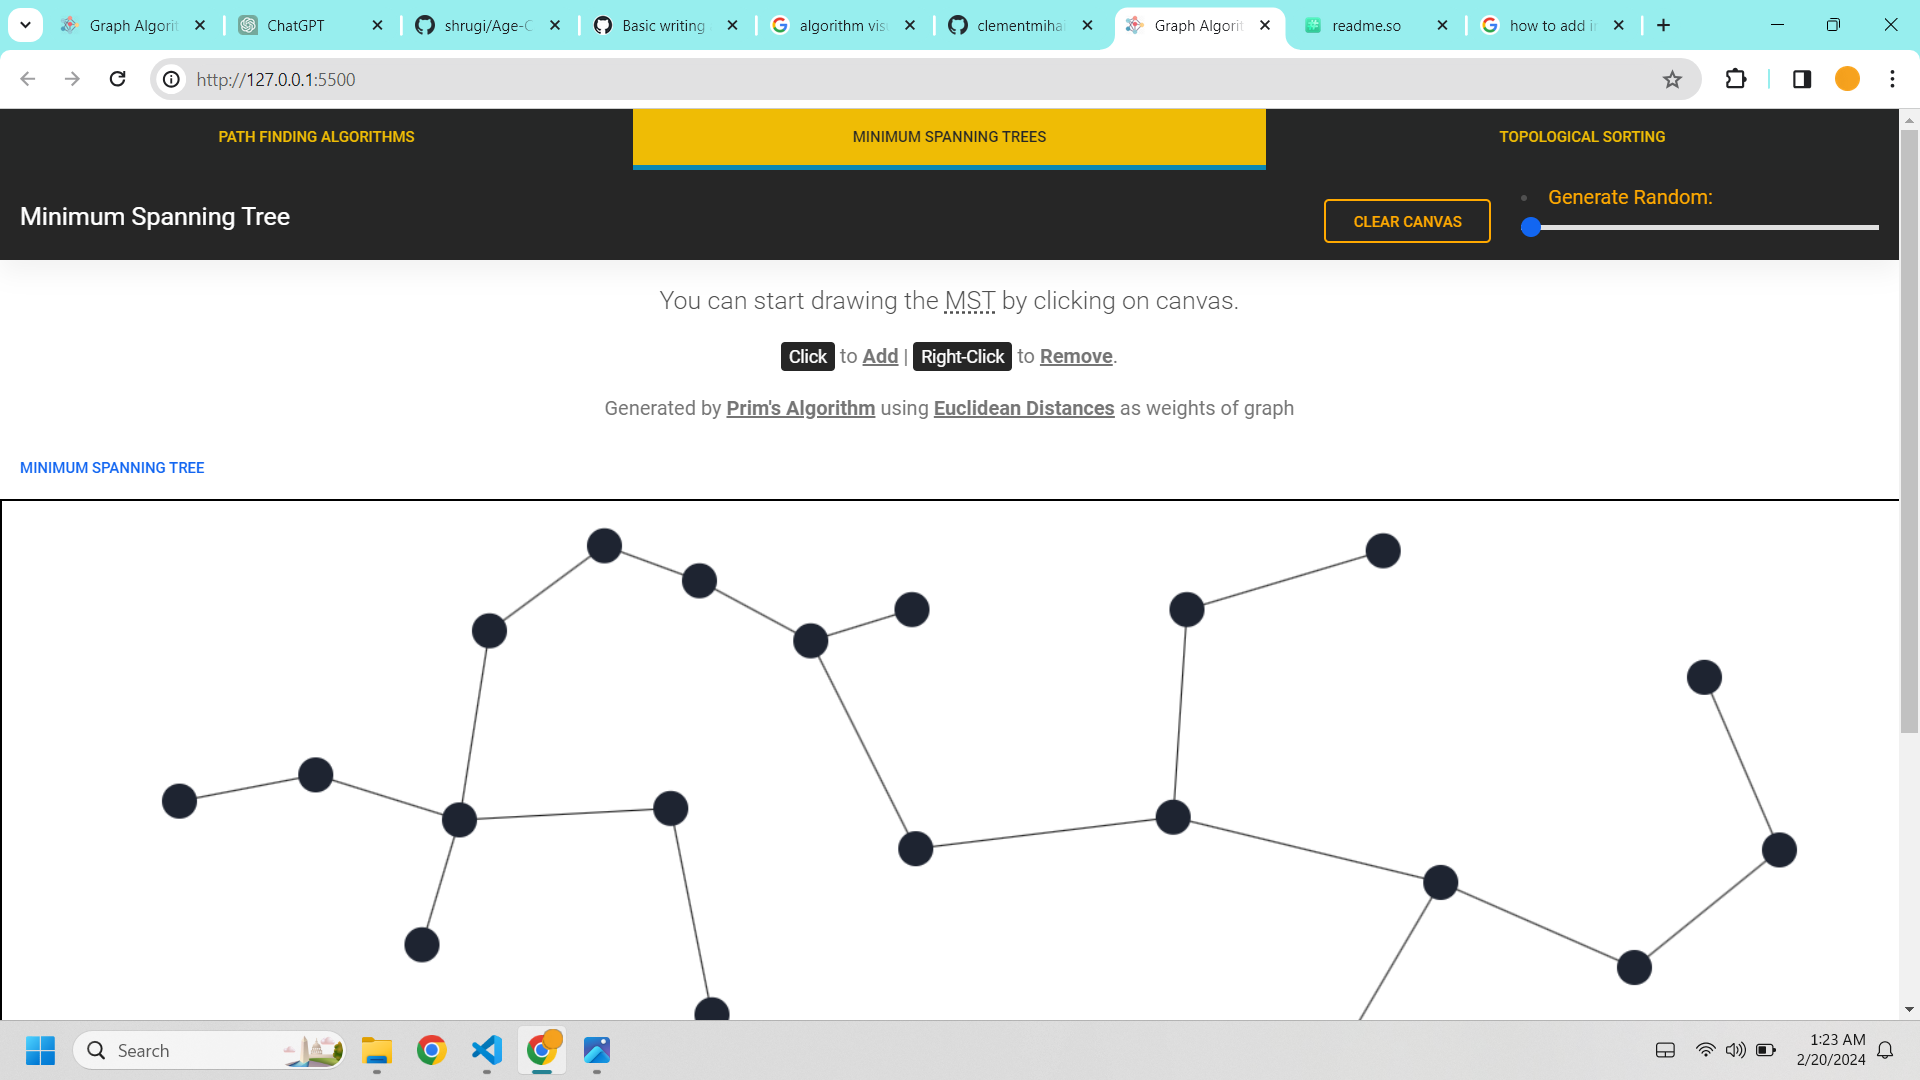 Graph Algorit
ChatGPT
shrugi/Age-C
Basic writing
algorithm visu
clementmihai
Graph Algorit
readme.so
how to add in
http://127.0.0.1:5500
PATH FINDING ALGORITHMS
MINIMUM SPANNING TREES
TOPOLOGICAL SORTING
Minimum Spanning Tree
CLEAR CANVAS
Generate Random:
You can start drawing the MST by clicking on canvas.
Click to Add | Right-Click to Remove.
Generated by Prim's Algorithm using Euclidean Distances as weights of graph
MINIMUM SPANNING TREE
Search
1:23 AM
2/20/2024